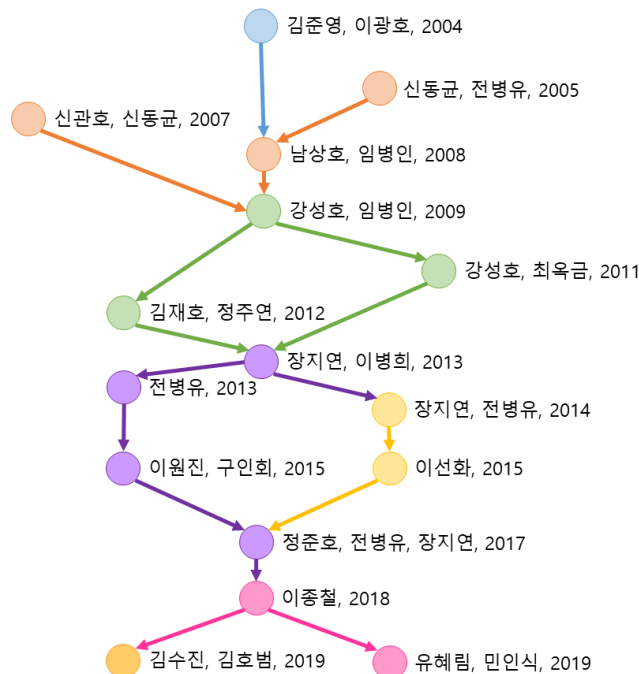 김준영, 이광호, 2004
신동균, 전병유, 2005
신관호, 신동균, 2007
남상호, 임병인, 2008
강성호, 임병인, 2009
강성호, 최옥금, 2011
김재호, 정주연, 2012
장지연, 이병희, 2013
전병유, 2013
장지연, 전병유, 2014
이원진, 구인회, 2015
이선화, 2015
정준호, 전병유, 장지연, 2017
이종철, 2018
김수진, 김호범, 2019
유혜림, 민인식, 2019